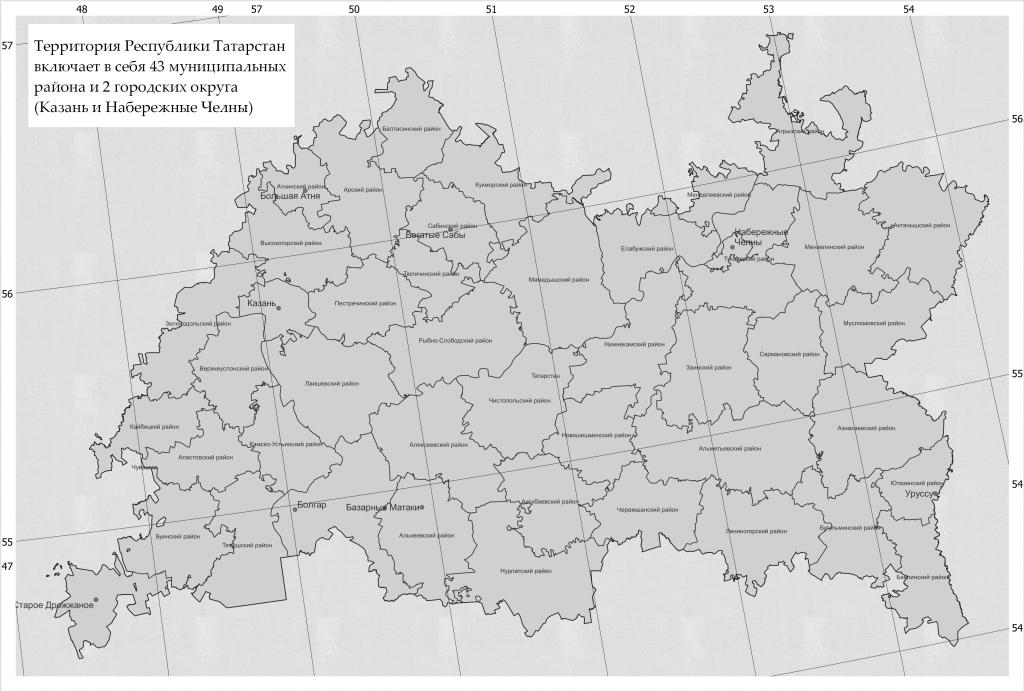 48 49 57 50 51 52 53 54
57
Территория Республики Татарстан
включает в себя 43 муниципальных
района и 2 городских округа
(Казань и Набережные Челны)
56
Балтасинский район
Агрызский район
Атнинский район
Большая Атня
Арский район
Кукморский район
Менделеевский район
Сабинский район
Богатые Сабы
Актанышский район
Набережные
Челны
Высокогорский район
Елабужский район
Мензелинский район
Тукаевский район
Тюлячинский район
Мамадышский район
56
Казань
Пестречинский район
Зеленодольский район
Муслюмовский район
Рыбно-Слободский район
Нижнекамский район
Сармановский район
Верхнеуслонский район
Заинский район
55
Лаишевский район
Татарстан
Чистопольский район
Кайбицкий район
Азнакаевский район
Новошешминский район
Камско-Устьинский район
Алексеевский район
Альметьевский район
Апастовский район
54
Ютазинский район
Уруссу
Аксубаевский район
Болгар
Базарные Матаки
Черемшанский район
Бугульминский район
Лениногорский район
Буинский район
Алькеевский район
55
Тетюшский район
47
Нурлатский район
Бавлинский район
Старое Дрожжаное
54